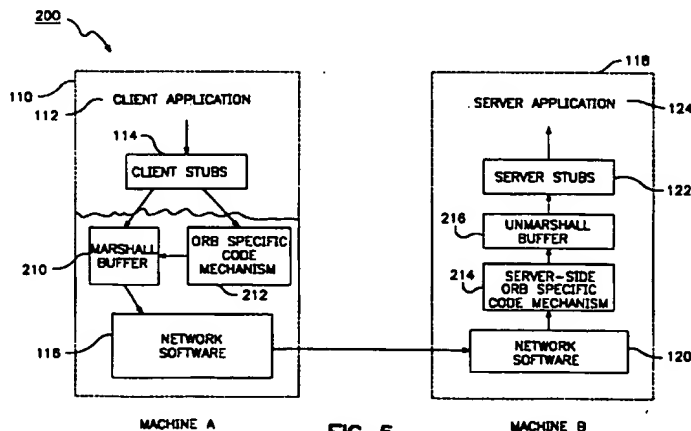 200
110
118
112
CLIENT APPLICATION
SERVER APPLICATION
124
114
CLIENT STUBS
SERVER STUBS
122
216
UNMARSHALL
BUFFER
210
MARSHALL
BUFFER
ORB SPECIFIC
CODE MECHANISM
212
214
SERVER-SIDE
ORB SPECIFIC
CODE MECHANISM
118
NETWORK
SOFTWARE
NETWORK
SOFTWARE
120
MACHINE A
FIG.
MACHINE B